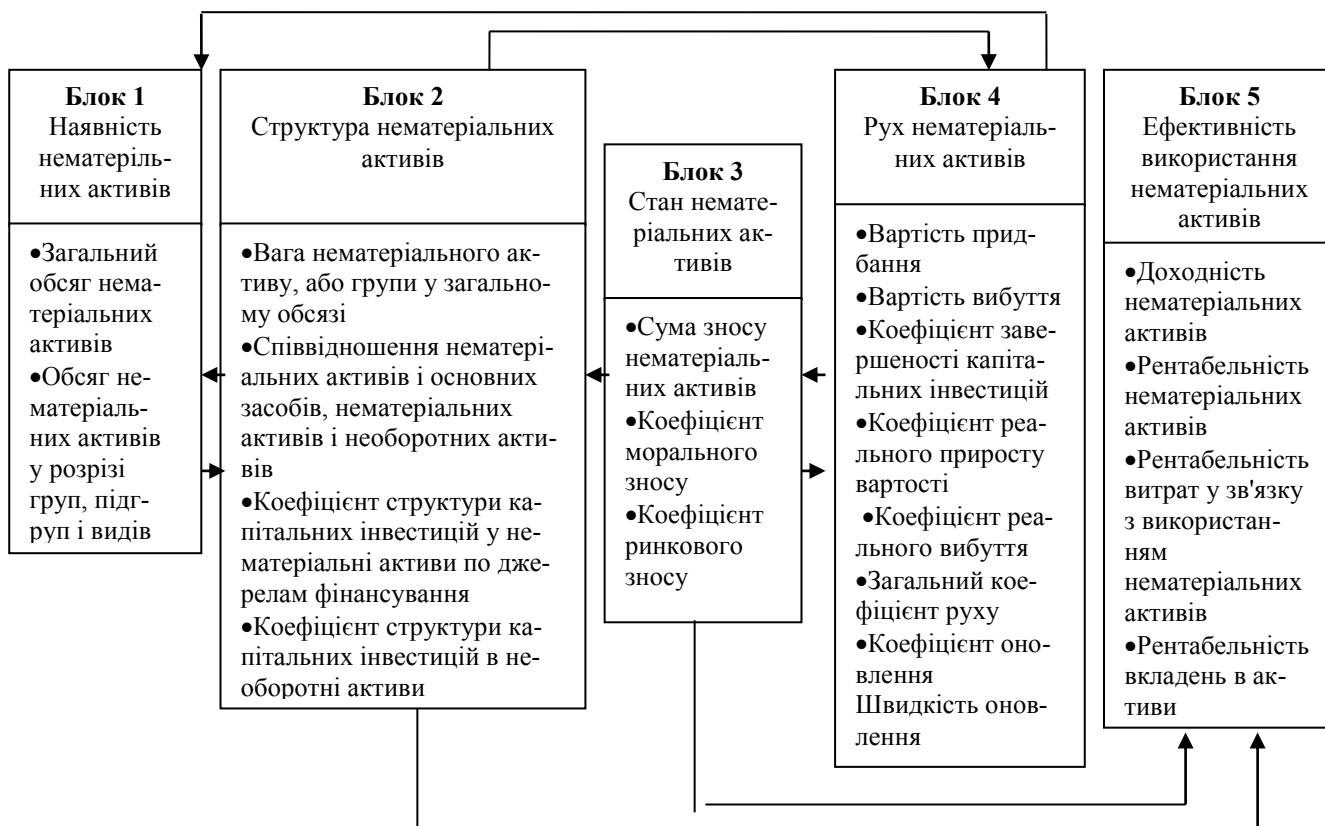 Блок 1
Наявність
нематеріль-
них активів
•Загальний
обсяг нема-
теріальних
активів
•Обсяг не-
матеріаль-
них активів
у розрізі
груп, підг-
руп і видів
Блок 2
Структура нематеріальних
активів
•Вага нематеріального ак-
тиву, або групи у загально-
му обсязі
•Співвідношення нематері-
альних активів і основних
засобів, нематеріальних
активів і необоротних акти-
вів
•Коефіцієнт структури ка-
пітальних інвестицій у не-
матеріальні активи по дже-
релам фінансування
•Коефіцієнт структури ка-
пітальних інвестицій в не-
оборотні активи
Блок 3
Стан немате-
ріальних ак-
тивів
•Сума зносу
нематеріаль-
них активів
•Коефіцієнт
морального
зносу
•Коефіцієнт
ринкового
зносу
Блок 4
Рух нематеріаль-
них активів
•Вартість прид-
бання
•Вартість вибуття
•Коефіцієнт заве-
ршеності капіта-
льних інвестицій
•Коефіцієнт реа-
льного приросту
вартості
•Коефіцієнт реа-
льного вибуття
•Загальний кое-
фіцієнт руху
•Коефіцієнт оно-
влення
Швидкість онов-
лення
Блок 5
Ефективність
використання
нематеріальних
активів
•Доходність
нематеріальних
активів
•Рентабельність
нематеріальних
активів
•Рентабельність
витрат у зв'язку
з використан-
ням
нематеріальних
активів
•Рентабельність
вкладень в ак-
тиви